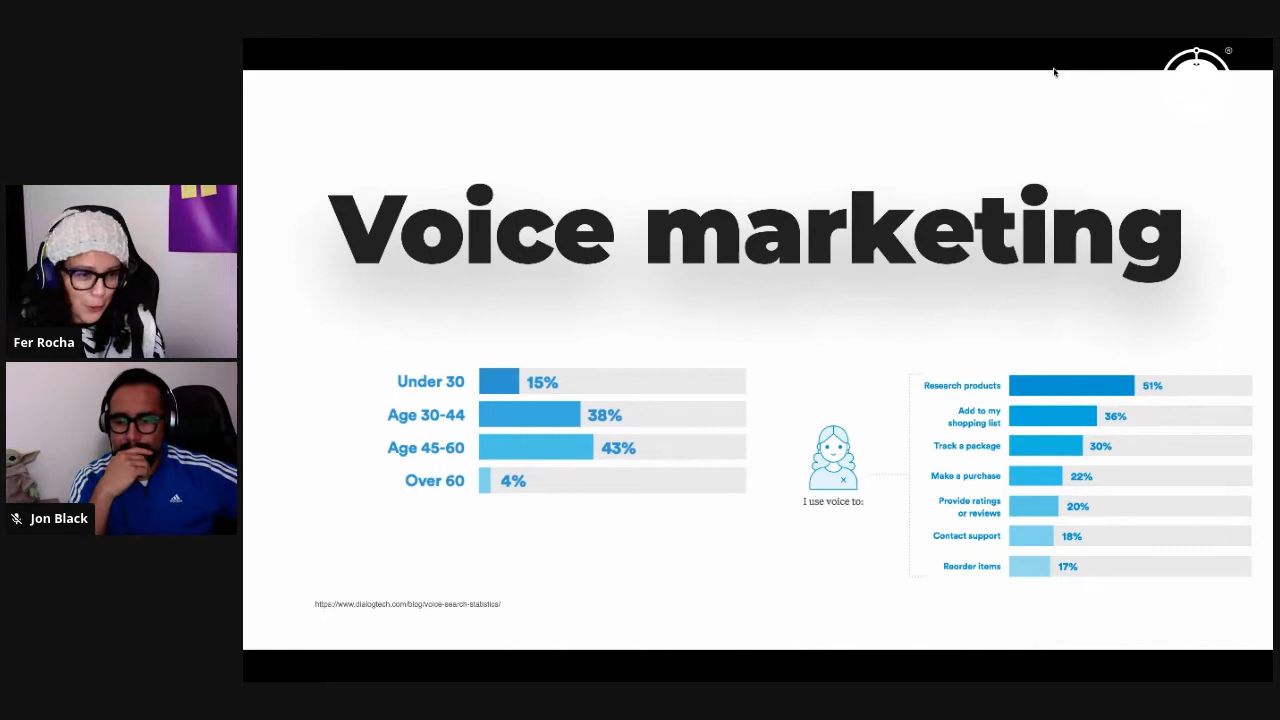 ®
Voice marketing
Fer Rocha
Jon Black
Under 30 15%
Age 30-44 38%
Age 45-60 43%
Over 60 4%
I use voice to:
Research products 51%
Add to my
shopping list 36%
Track a package 30%
Make a purchase 22%
Provide ratings
or reviews 20%
Contact support 18%
Reorder items 17%
https://www.dialogtech.com/blog/voice-search-statistics/